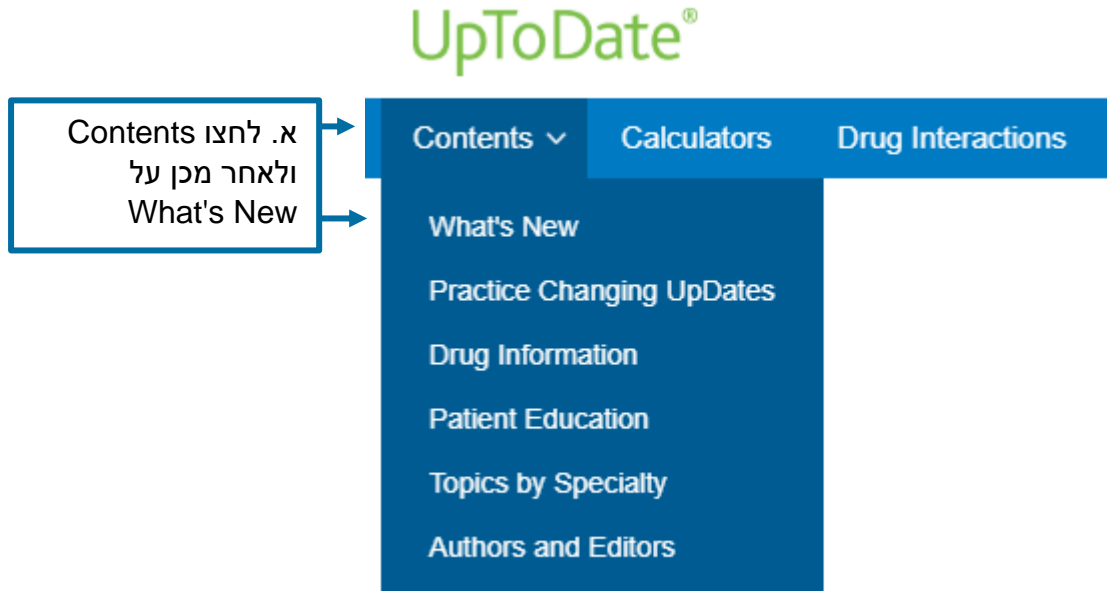 UpToDate®
א. לחצו Contents
ולאחר מכן על
What's New
Contents Calculators Drug Interactions
What's New
Practice Changing UpDates
Drug Information
Patient Education
Topics by Specialty
Authors and Editors